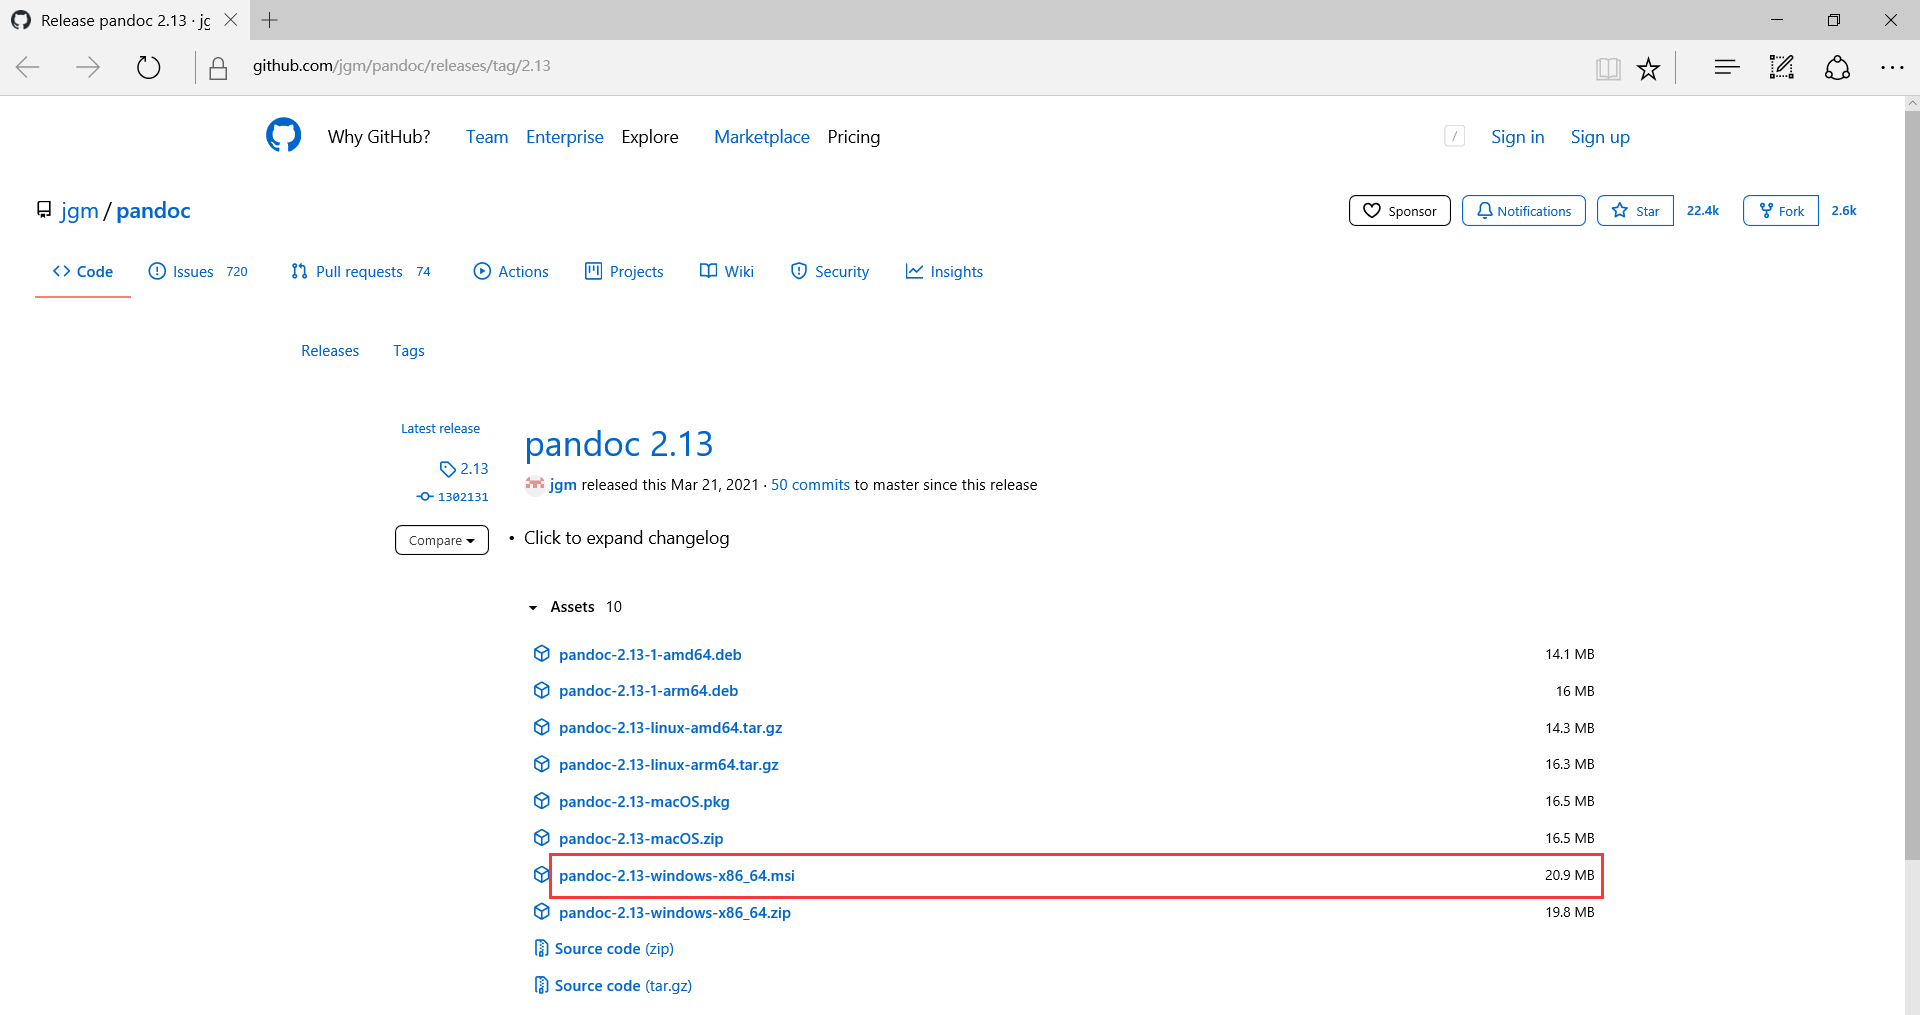 Release pandoc 2.13 · jg
github.com/jgm/pandoc/releases/tag/2.13
Why GitHub? Team Enterprise Explore Marketplace Pricing / Sign in Sign up
jgm / pandoc Sponsor Notifications Star 22.4k Fork 2.6k
Code Issues 720 Pull requests 74 Actions Projects Wiki Security Insights
Releases Tags
Latest release
pandoc 2.13
2.13
jgm released this Mar 21, 2021 · 50 commits to master since this release
1302131
Compare
• Click to expand changelog
Assets 10
pandoc-2.13-1-amd64.deb 14.1 MB
pandoc-2.13-1-arm64.deb 16 MB
pandoc-2.13-linux-amd64.tar.gz 14.3 MB
pandoc-2.13-linux-arm64.tar.gz 16.3 MB
pandoc-2.13-macOS.pkg 16.5 MB
pandoc-2.13-macOS.zip 16.5 MB
pandoc-2.13-windows-x86_64.msi 20.9 MB
pandoc-2.13-windows-x86_64.zip 19.8 MB
Source code (zip)
Source code (tar.gz)